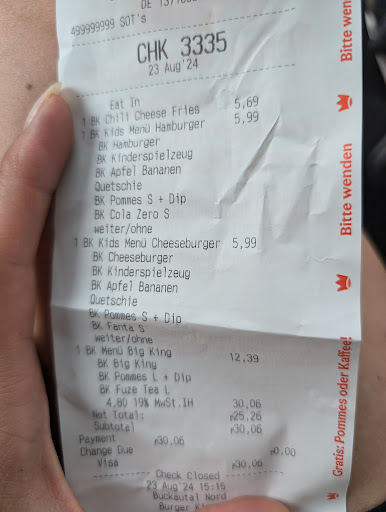 499999999 SOT's
CHK 3335
23 Aug'24
Eat In
1 BK Chili Cheese Fries 5,69
1 BK Kids Menü Hamburger 5,99
BK Hamburger
BK Kinderspielzeug
BK Apfel Bananen
Quetschie
BK Pommes S + Dip
BK Cola Zero S
weiter/ohne
1 BK Kids Menü Cheeseburger 5,99
BK Cheeseburger
BK Kinderspielzeug
BK Apfel Bananen
Quetschie
BK Pommes S + Dip
BK Fanta S
weiter/ohne
1 BK Menü Big King 12,39
BK Big King
BK Pommes L + Dip
BK Fuze Tea L
4,80 19% MwSt.IH 30,06
Net Total: 25,26
Subtotal 30,06
Payment 30,06
Change Due 0,00
Visa 30,06
Check Closed
23 Aug'24 15:15
Buckautal Nord
Burger
Bitte wenden
Bitte wenden
Gratis: Pommes oder Kaffee!